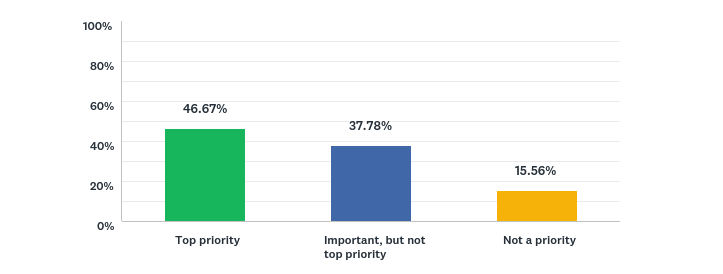 100%
80%
60%
40%
20%
0%
46.67%
37.78%
15.56%
Top priority
Important, but not
top priority
Not a priority